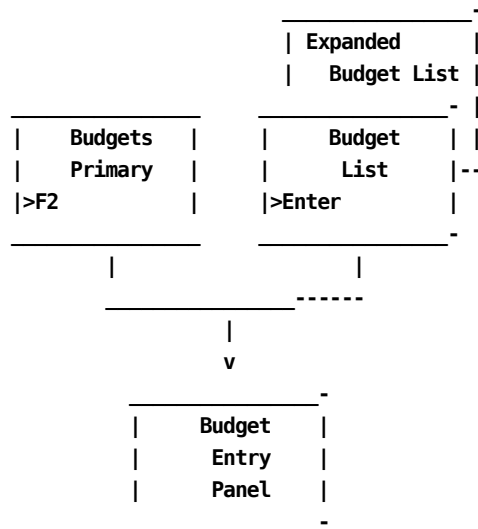 Expanded
Budget List
Budgets Budget
Primary List
>F2 >Enter
v
Budget
Entry
Panel